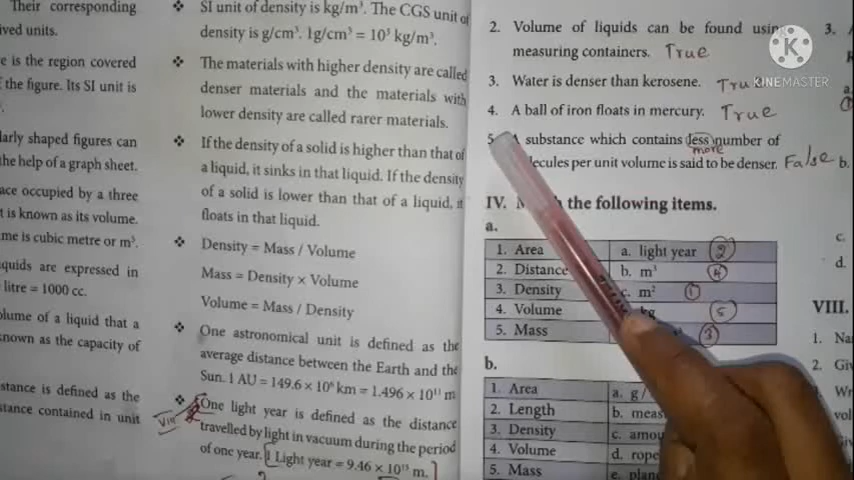 Their corresponding
ived units.
e is the region covered
f the figure. Its SI unit is
larly shaped figures can
the help of a graph sheet.
ace occupied by a three
t is known as its volume.
me is cubic metre or m³.
quids are expressed in
litre = 1000 cc.
olume of a liquid that a
known as the capacity of
stance is defined as the
stance contained in unit
❖ SI unit of density is kg/m³. The CGS unit of
density is g/cm³. 1g/cm³ = 10³ kg/m³.
❖ The materials with higher density are called
denser materials and the materials with
lower density are called rarer materials.
❖ If the density of a solid is higher than that of
a liquid, it sinks in that liquid. If the density
of a solid is lower than that of a liquid, it
floats in that liquid.
❖ Density = Mass / Volume
Mass = Density × Volume
Volume = Mass / Density
❖ One astronomical unit is defined as the
average distance between the Earth and the
Sun. 1 AU = 149.6 × 10⁶ km = 1.496 × 10¹¹ m
❖ One light year is defined as the distance
VIII
travelled by light in vacuum during the period
of one year. 1 Light year = 9.46 × 10¹⁵ m.
2. Volume of liquids can be found using
measuring containers. True
3. Water is denser than kerosene. Tru
4. A ball of iron floats in mercury. True
5. A substance which contains less number of
more
lecules per unit volume is said to be denser. False
IV. M h the following items.
a.
1. Area a. light year 2
2. Distance b. m³ 4
3. Density c. m² 1
4. Volume kg 5
5. Mass 3
b.
1. Area a. g /
2. Length b. meas
3. Density c. amou
4. Volume d. rope
5. Mass e. plan
3.
a.
b.
c.
d.
VIII.
1. Na
2. Giv
Wr
vol
Giv
K
KINEMASTER